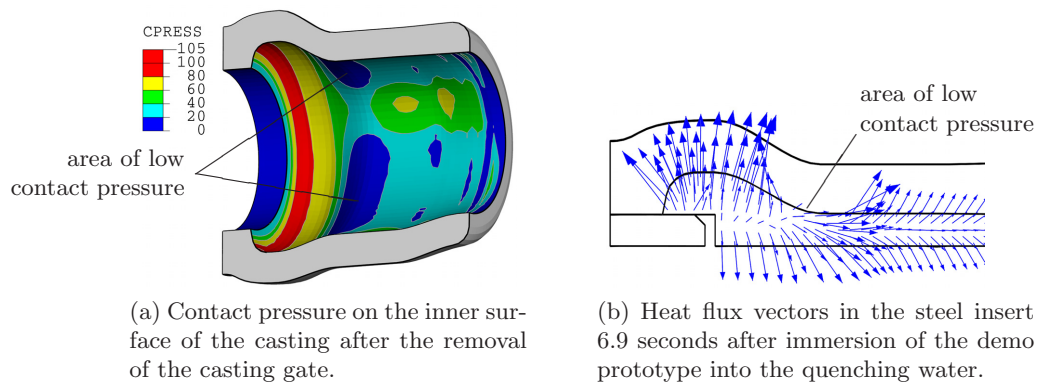 CPRESS
105
100
80
60
40
20
0
area of low
contact pressure
area of low
contact pressure
(a) Contact pressure on the inner sur-
face of the casting after the removal
of the casting gate.
(b) Heat flux vectors in the steel insert
6.9 seconds after immersion of the demo
prototype into the quenching water.